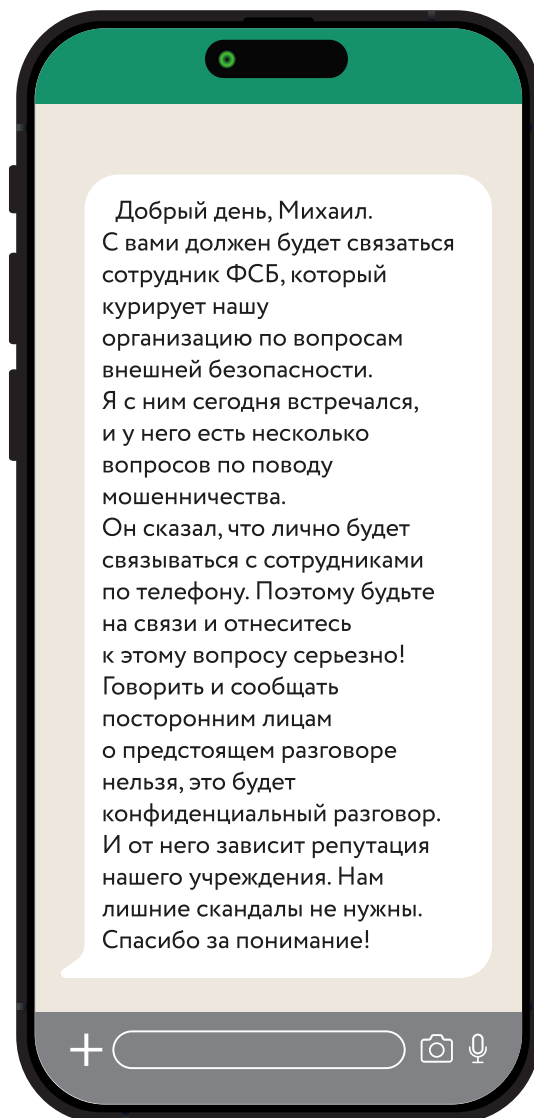 Добрый день, Михаил.
С вами должен будет связаться
сотрудник ФСБ, который
курирует нашу
организацию по вопросам
внешней безопасности.
Я с ним сегодня встречался,
и у него есть несколько
вопросов по поводу
мошенничества.
Он сказал, что лично будет
связываться с сотрудниками
по телефону. Поэтому будьте
на связи и отнеситесь
к этому вопросу серьезно!
Говорить и сообщать
посторонним лицам
о предстоящем разговоре
нельзя, это будет
конфиденциальный разговор.
И от него зависит репутация
нашего учреждения. Нам
лишние скандалы не нужны.
Спасибо за понимание!